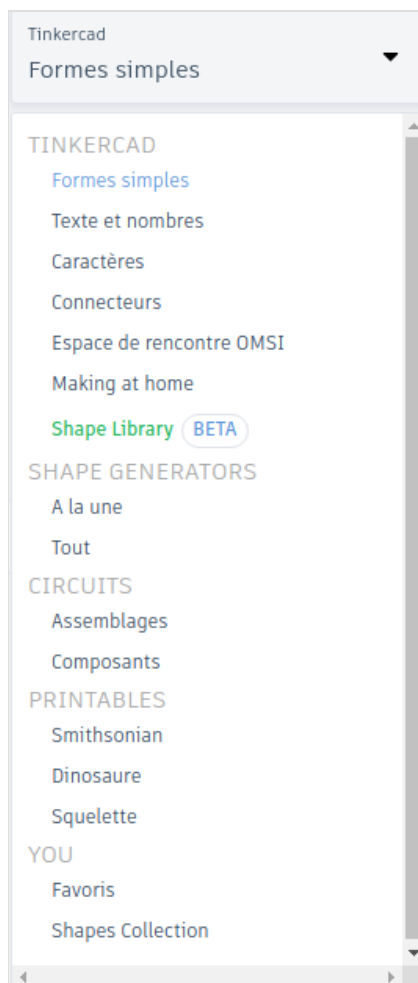 Tinkercad
Formes simples
TINKERCAD
Formes simples
Texte et nombres
Caractères
Connecteurs
Espace de rencontre OMSI
Making at home
Shape Library BETA
SHAPE GENERATORS
A la une
Tout
CIRCUITS
Assemblages
Composants
PRINTABLES
Smithsonian
Dinosaure
Squelette
YOU
Favoris
Shapes Collection